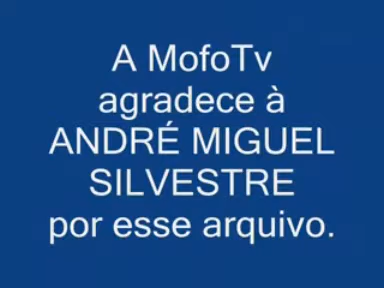 A MofoTv
agradece à
ANDRÉ MIGUEL
SILVESTRE
por esse arquivo.